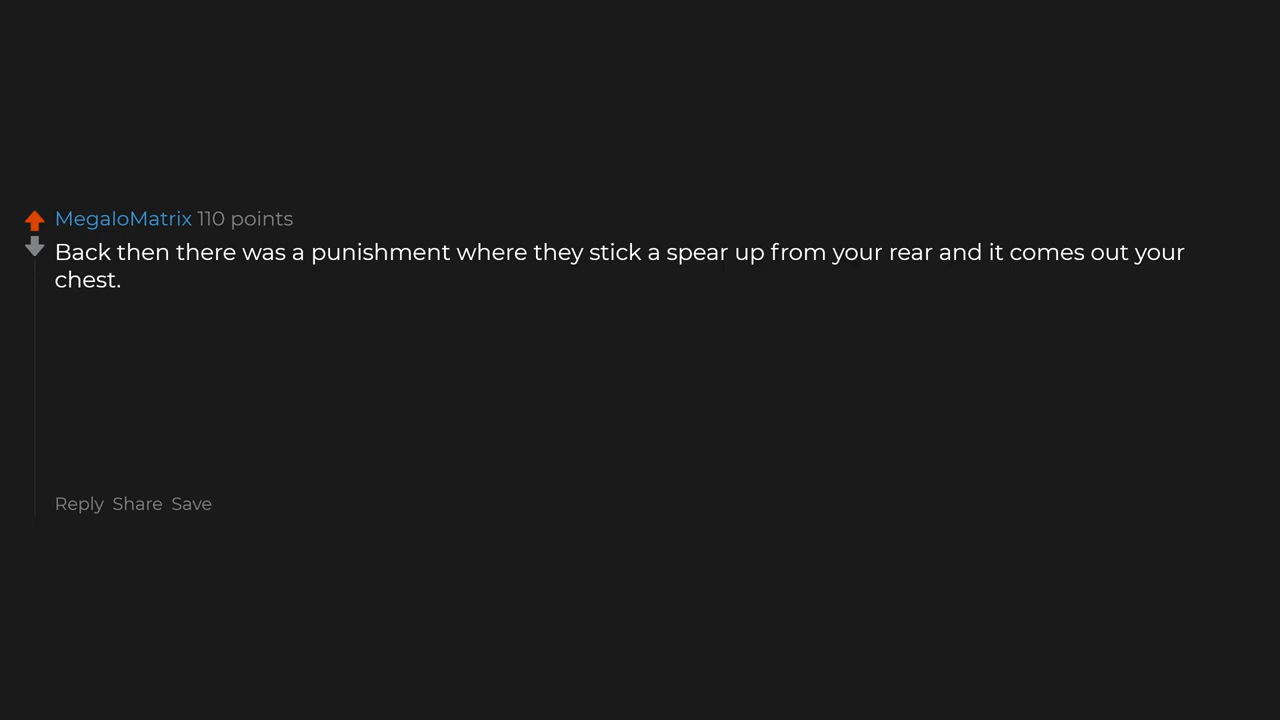 MegaloMatrix 110 points
Back then there was a punishment where they stick a spear up from your rear and it comes out your
chest.
Reply Share Save